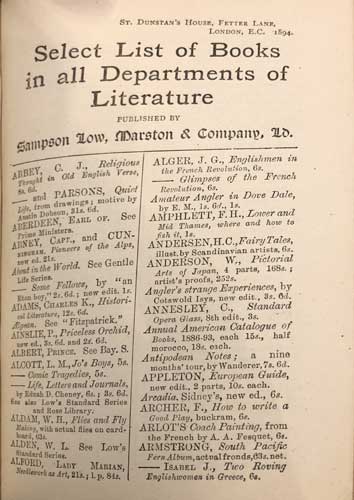 ST. DUNSTAN'S HOUSE, FETTER LANE,
LONDON, E.C. 1894.
Select List of Books
in all Departments of
Literature
PUBLISHED BY
Sampson Low, Marston & Company, Ld.
ABBEY, C. J., Religious
Thought in Old English Verse,
8s. 6d.
— and PARSONS, Quiet
Life, from drawings; motive by
Austin Dobson, 31s. 6d.
ABERDEEN, EARL OF. See
Prime Ministers.
ABNEY, CAPT., and CUN-
NINGHAM, Pioneers of the Alps,
new ed. 21s.
About in the World. See Gentle
Life Series.
— Some Fellows, by "an
Eton boy," 2s. 6d.; new edit. 1s.
ADAMS, CHARLES K., Histori-
cal Literature, 12s. 6d.
Ægean. See "Fitzpatrick."
AINSLIE, P., Priceless Orchid,
new ed., 3s. 6d. and 2s. 6d.
ALBERT, PRINCE. See Bay. S.
ALCOTT, L. M., Jo's Boys, 5s.
— Comic Tragedies, 5s.
— Life, Letters and Journals,
by Ednah D. Cheney, 6s.; 3s. 6d.
See also Low's Standard Series
and Rose Library.
ALDAM, W. H., Flies and Fly
Making, with actual flies on card-
board, 63s.
ALDEN, W. L. See Low's
Standard Series.
ALFORD, LADY MARIAN,
Needlework as Art, 21s.; l. p. 84s.
ALGER, J. G., Englishmen in
the French Revolution, 6s.
— Glimpses of the French
Revolution, 6s.
Amateur Angler in Dove Dale,
by E. M., 1s. 6d., 1s.
AMPHLETT, F. H., Lower and
Mid Thames, where and how to
fish it, 1s.
ANDERSEN, H. C., Fairy Tales,
illust. by Scandinavian artists, 6s.
ANDERSON, W., Pictorial
Arts of Japan, 4 parts, 168s.;
artist's proofs, 252s.
Angler's strange Experiences, by
Cotswold Isys, new edit., 3s. 6d.
ANNESLEY, C., Standard
Opera Glass, 8th edit., 3s.
Annual American Catalogue of
Books, 1886-93, each 15s., half
morocco, 18s. each.
Antipodean Notes; a nine
months' tour, by Wanderer, 7s. 6d.
APPLETON, European Guide,
new edit., 2 parts, 10s. each.
Arcadia. Sidney's, new ed., 6s.
ARCHER, F., How to write a
Good Play, buckram, 6s.
ARLOT'S Coach Painting, from
the French by A. A. Fesquet, 6s.
ARMSTRONG, South Pacific
Fern Album, actual fronds, 63s. net.
— ISABEL J., Two Roving
Englishwomen in Greece, 6s.